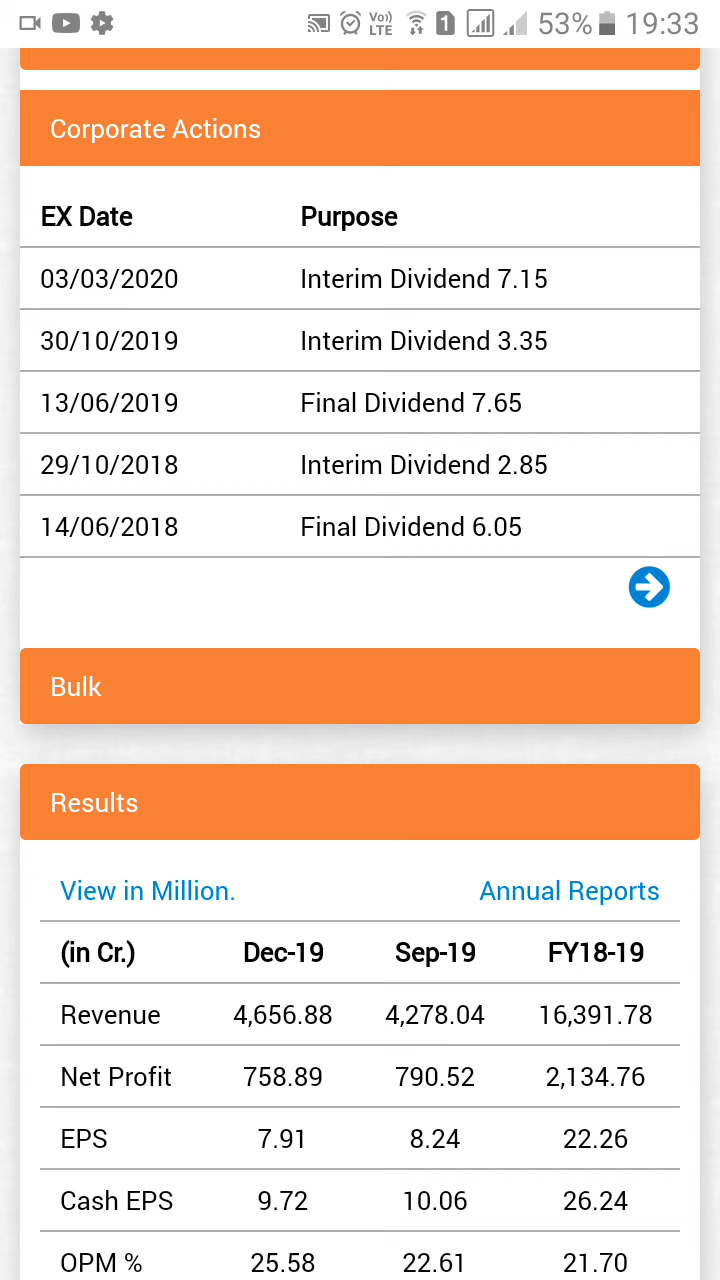 Vo)) LTE 1 53% 19:33
Corporate Actions
EX Date Purpose
03/03/2020 Interim Dividend 7.15
30/10/2019 Interim Dividend 3.35
13/06/2019 Final Dividend 7.65
29/10/2018 Interim Dividend 2.85
14/06/2018 Final Dividend 6.05
Bulk
Results
View in Million. Annual Reports
(in Cr.) Dec-19 Sep-19 FY18-19
Revenue 4,656.88 4,278.04 16,391.78
Net Profit 758.89 790.52 2,134.76
EPS 7.91 8.24 22.26
Cash EPS 9.72 10.06 26.24
OPM % 25.58 22.61 21.70